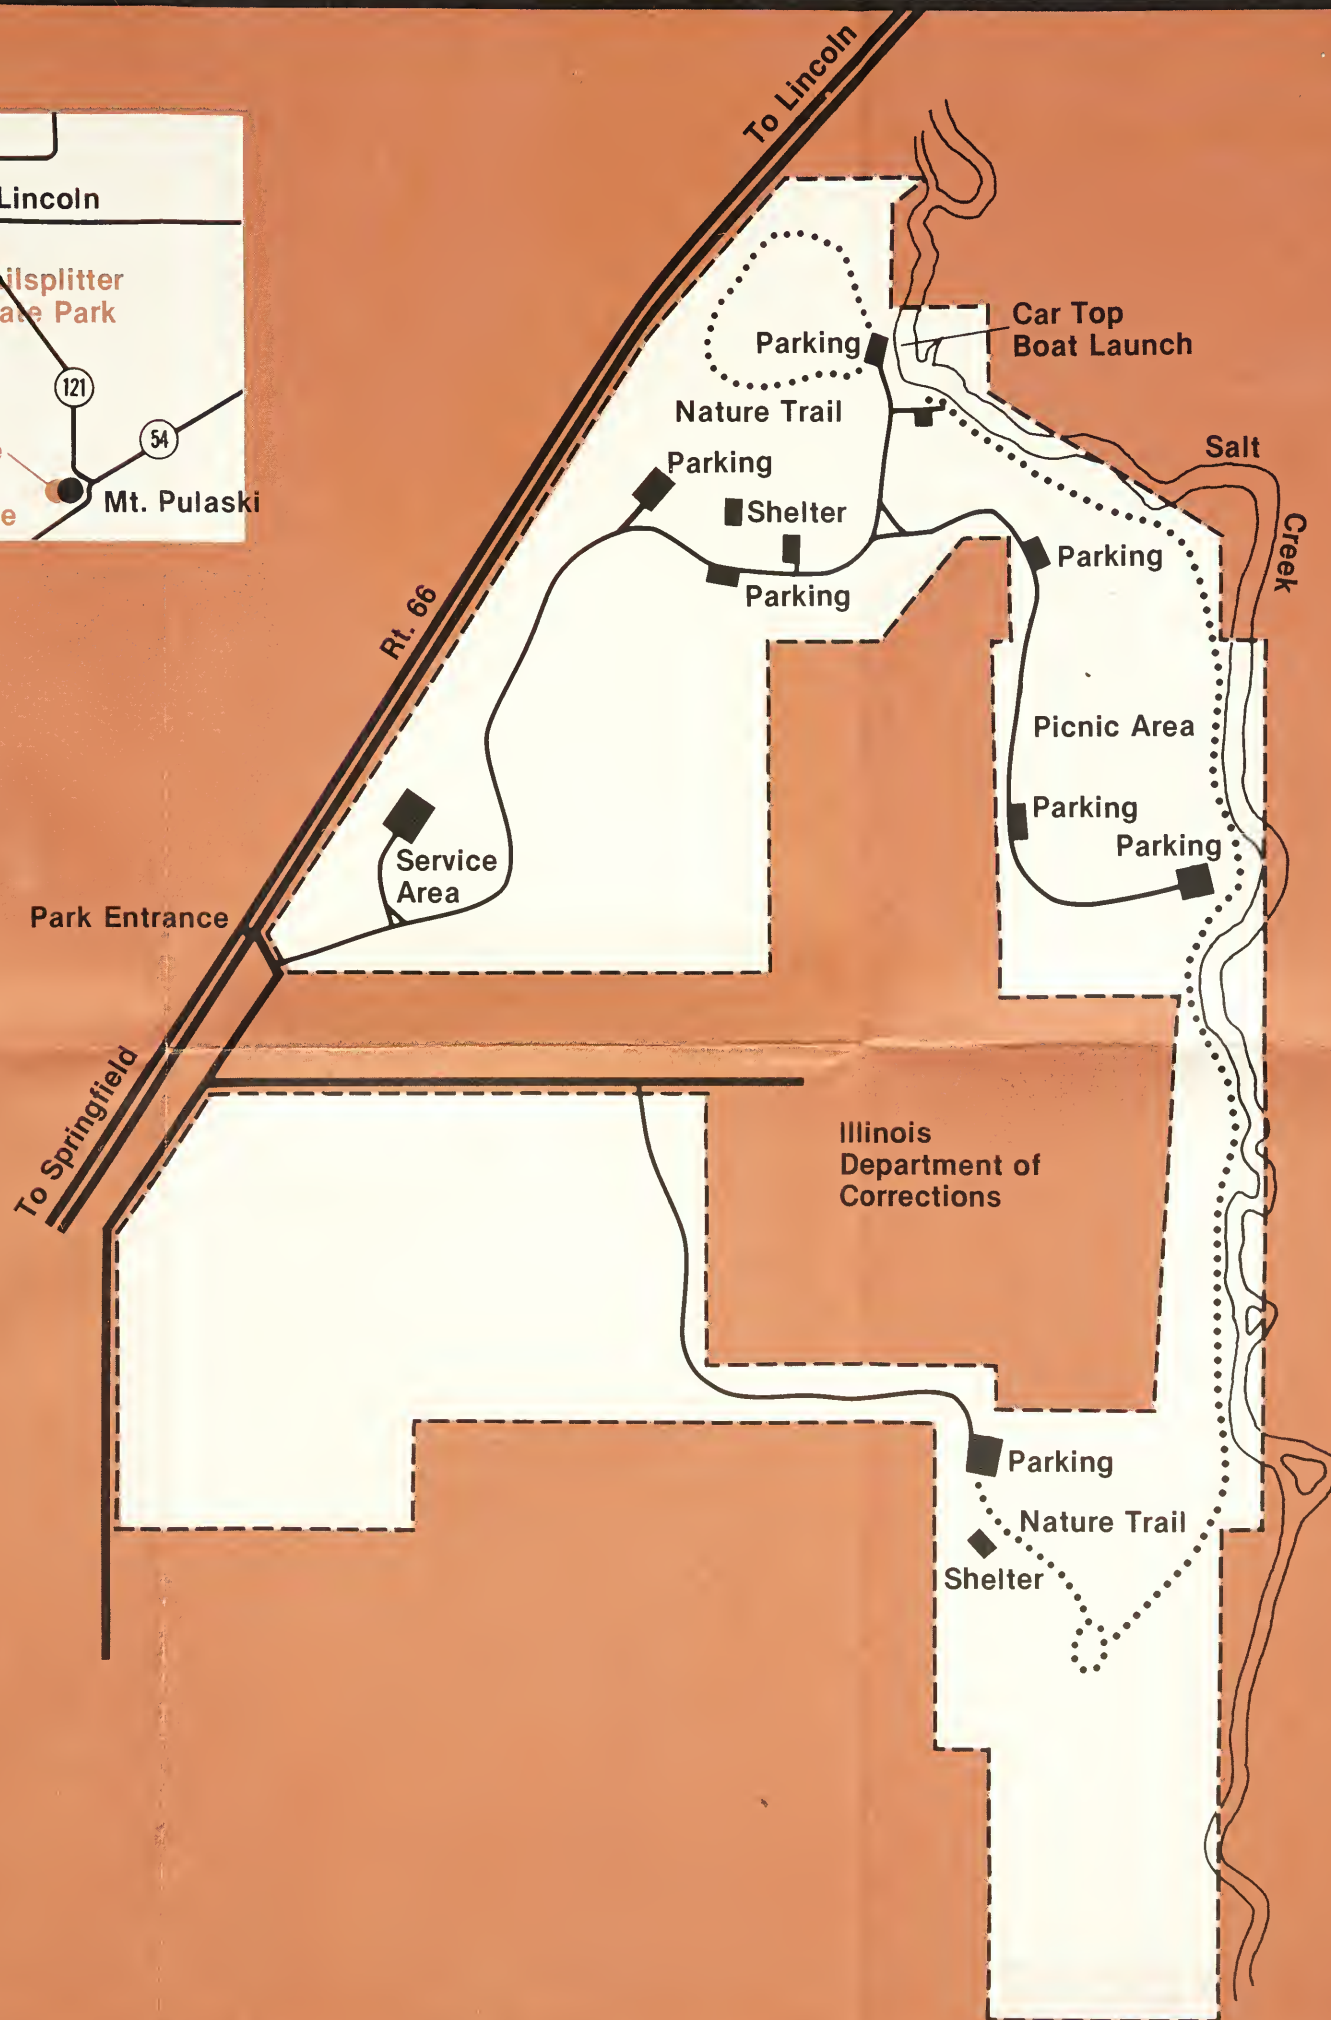 To Lincoln
Lincoln
ilsplitter
ate Park
121
54
Mt. Pulaski
e
e
Car Top
Boat Launch
Parking
Nature Trail
Salt
Creek
Parking
Shelter
Parking
Parking
Rt. 66
Picnic Area
Parking
Parking
Service
Area
Park Entrance
To Springfield
Illinois
Department of
Corrections
Parking
Nature Trail
Shelter